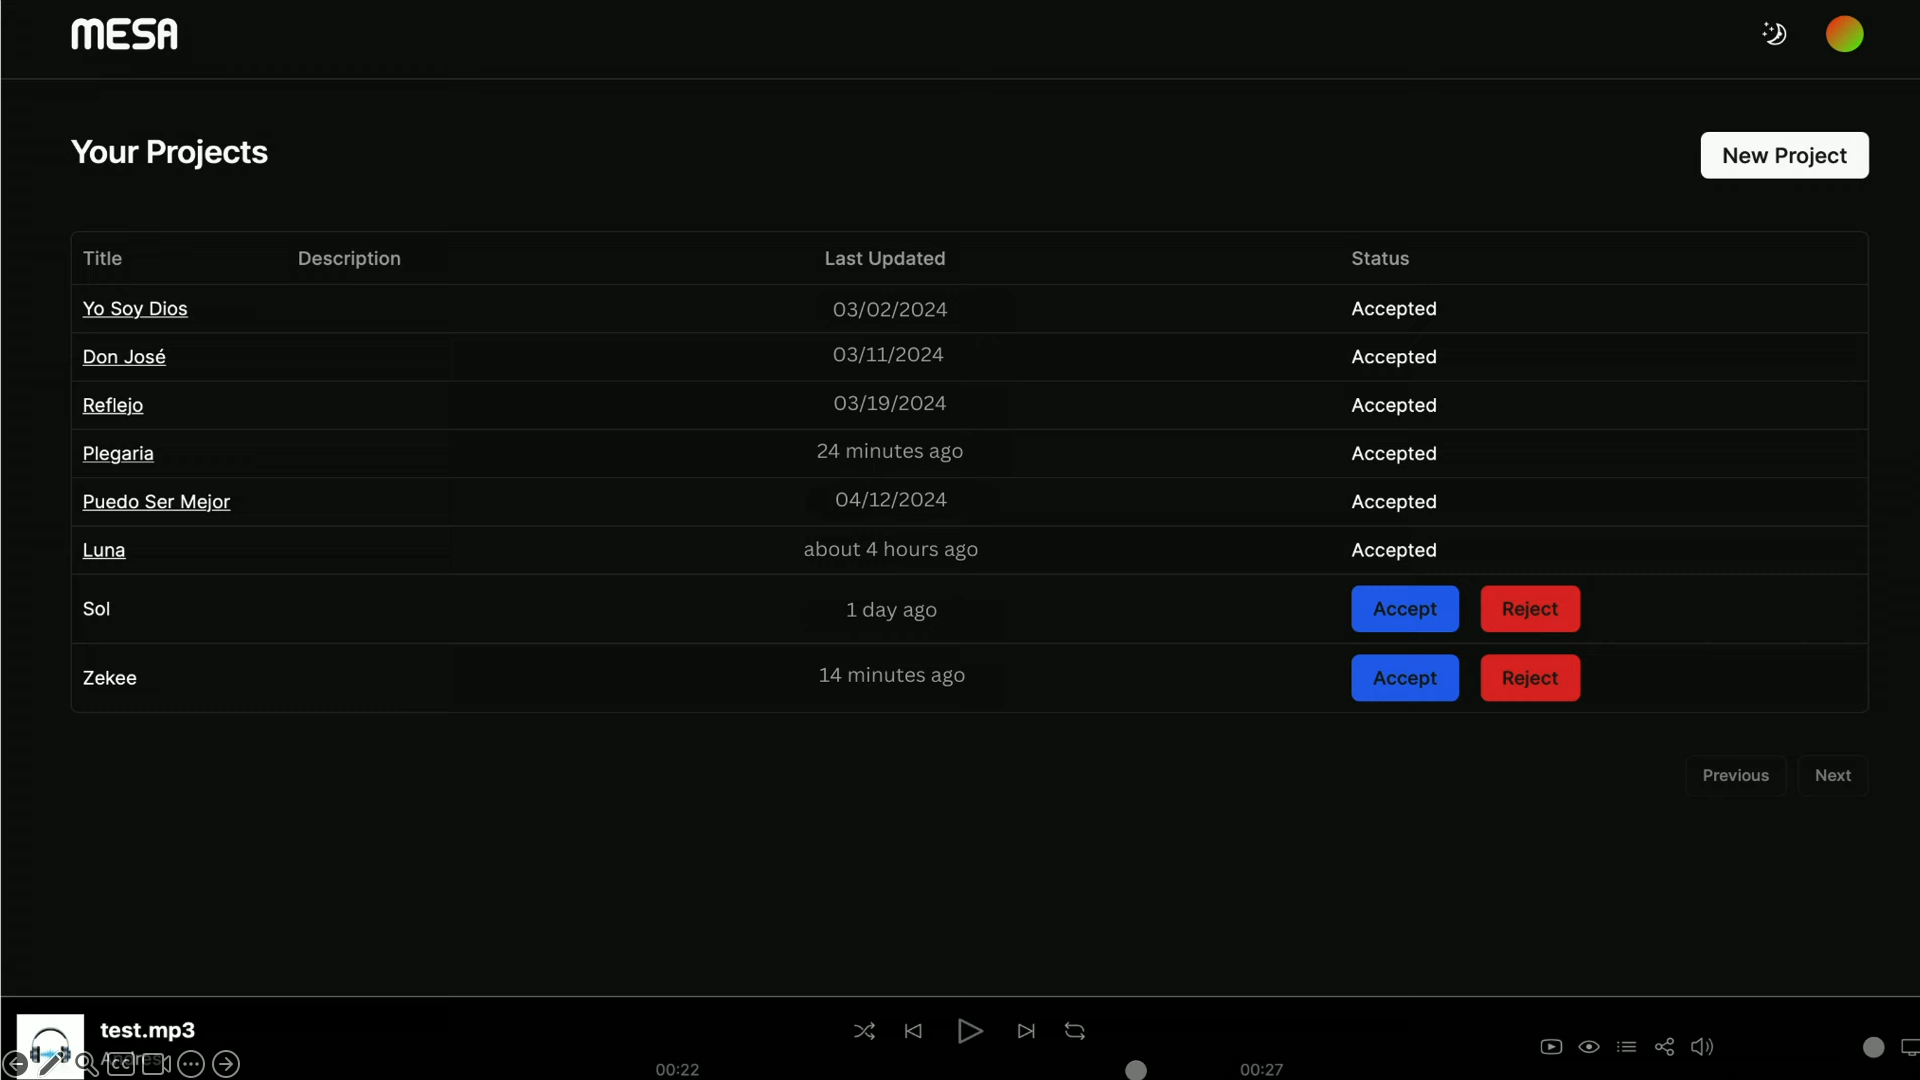 MESA
Your Projects
New Project
Title Description Last Updated Status
Yo Soy Dios 03/02/2024 Accepted
Don José 03/11/2024 Accepted
Reflejo 03/19/2024 Accepted
Plegaria 24 minutes ago Accepted
Puedo Ser Mejor 04/12/2024 Accepted
Luna about 4 hours ago Accepted
Sol 1 day ago Accept Reject
Zekee 14 minutes ago Accept Reject
Previous Next
test.mp3
CC
00:22 00:27